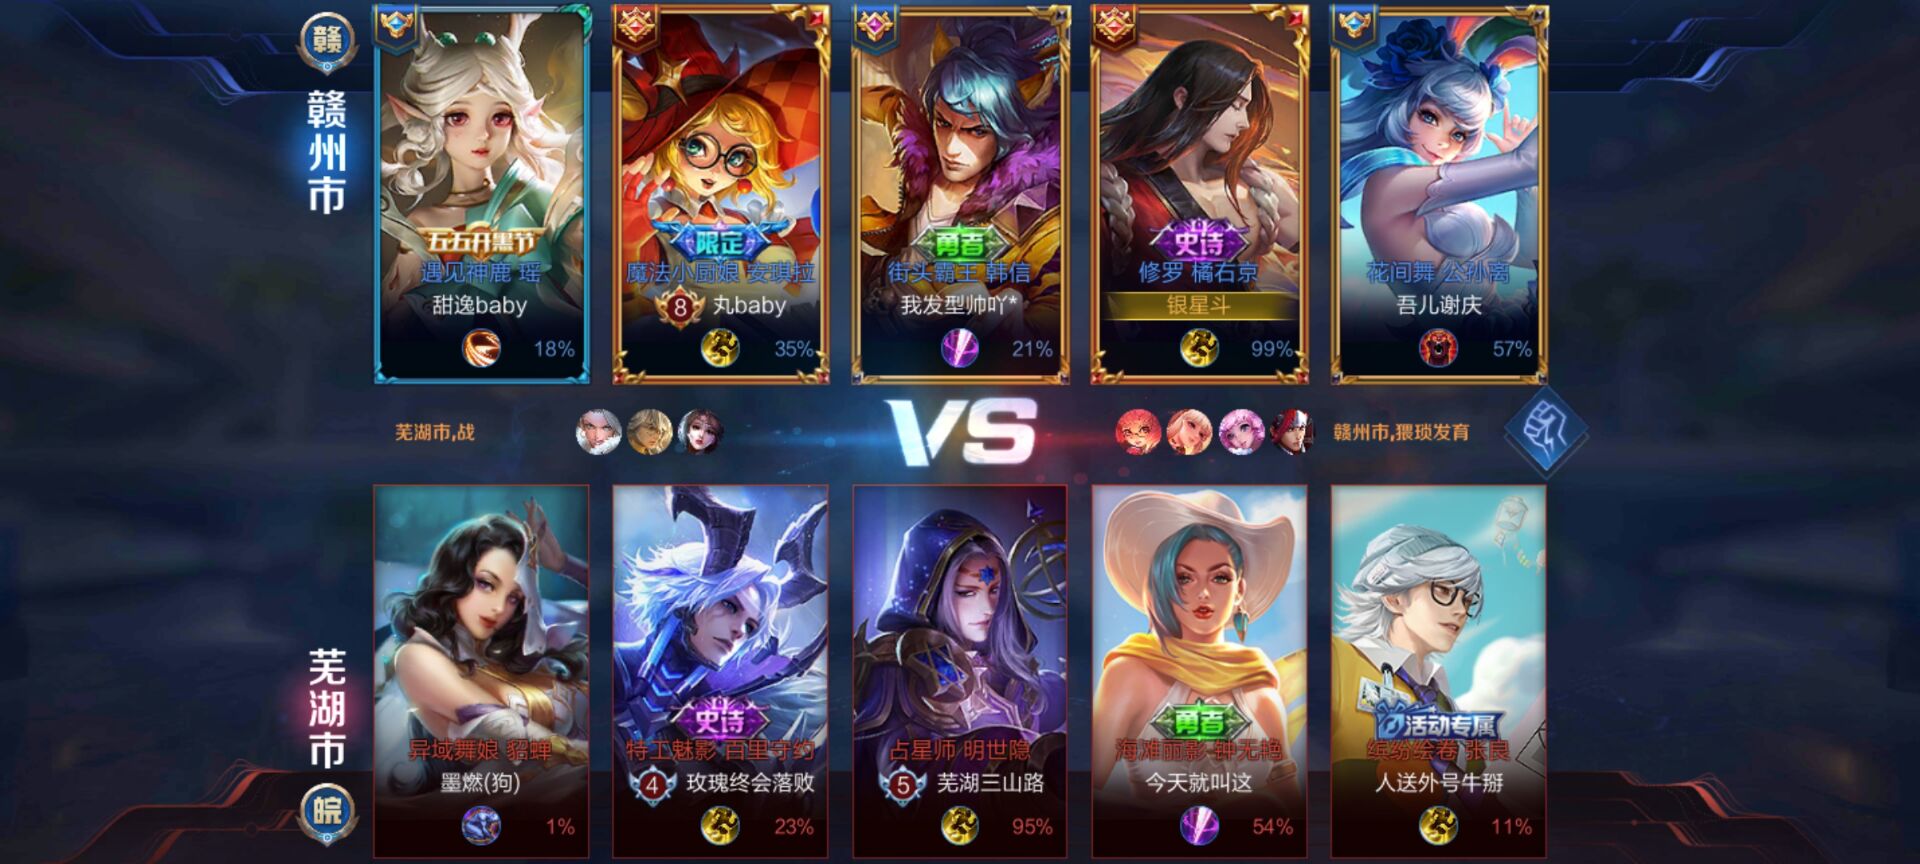 赣
赣州市
五五开黑节
遇见神鹿 瑶
甜逸baby
18%
限定
魔法小厨娘 安琪拉
8 丸baby
35%
勇者
街头霸王 韩信
我发型帅吖*
21%
史诗
修罗 橘右京
银星斗
99%
花间舞 公孙离
吾儿谢庆
57%
芜湖市,战
VS
赣州市,猥琐发育
芜湖市
皖
异域舞娘 貂蝉
墨燃(狗)
1%
史诗
特工魅影 百里守约
4 玫瑰终会落败
23%
占星师 明世隐
5 芜湖三山路
95%
勇者
海滩丽影 钟无艳
今天就叫这
54%
活动专属
缤纷绘卷 张良
人送外号牛掰
11%